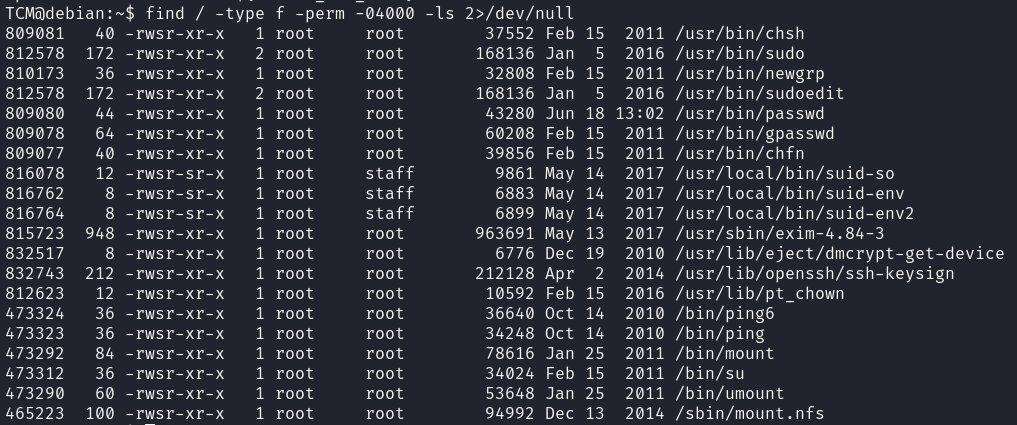 TCM@debian:~$ find / -type f -perm -04000 -ls 2>/dev/null
809081   40 -rwsr-xr-x   1 root     root        37552 Feb 15  2011 /usr/bin/chsh
812578  172 -rwsr-xr-x   2 root     root       168136 Jan  5  2016 /usr/bin/sudo
810173   36 -rwsr-xr-x   1 root     root        32808 Feb 15  2011 /usr/bin/newgrp
812578  172 -rwsr-xr-x   2 root     root       168136 Jan  5  2016 /usr/bin/sudoedit
809080   44 -rwsr-xr-x   1 root     root        43280 Jun 18 13:02 /usr/bin/passwd
809078   64 -rwsr-xr-x   1 root     root        60208 Feb 15  2011 /usr/bin/gpasswd
809077   40 -rwsr-xr-x   1 root     root        39856 Feb 15  2011 /usr/bin/chfn
816078   12 -rwsr-sr-x   1 root     staff        9861 May 14  2017 /usr/local/bin/suid-so
816762    8 -rwsr-sr-x   1 root     staff        6883 May 14  2017 /usr/local/bin/suid-env
816764    8 -rwsr-sr-x   1 root     staff        6899 May 14  2017 /usr/local/bin/suid-env2
815723  948 -rwsr-xr-x   1 root     root       963691 May 13  2017 /usr/sbin/exim-4.84-3
832517    8 -rwsr-xr-x   1 root     root         6776 Dec 19  2010 /usr/lib/eject/dmcrypt-get-device
832743  212 -rwsr-xr-x   1 root     root       212128 Apr  2  2014 /usr/lib/openssh/ssh-keysign
812623   12 -rwsr-xr-x   1 root     root        10592 Feb 15  2016 /usr/lib/pt_chown
473324   36 -rwsr-xr-x   1 root     root        36640 Oct 14  2010 /bin/ping6
473323   36 -rwsr-xr-x   1 root     root        34248 Oct 14  2010 /bin/ping
473292   84 -rwsr-xr-x   1 root     root        78616 Jan 25  2011 /bin/mount
473312   36 -rwsr-xr-x   1 root     root        34024 Feb 15  2011 /bin/su
473290   60 -rwsr-xr-x   1 root     root        53648 Jan 25  2011 /bin/umount
465223  100 -rwsr-xr-x   1 root     root        94992 Dec 13  2014 /sbin/mount.nfs